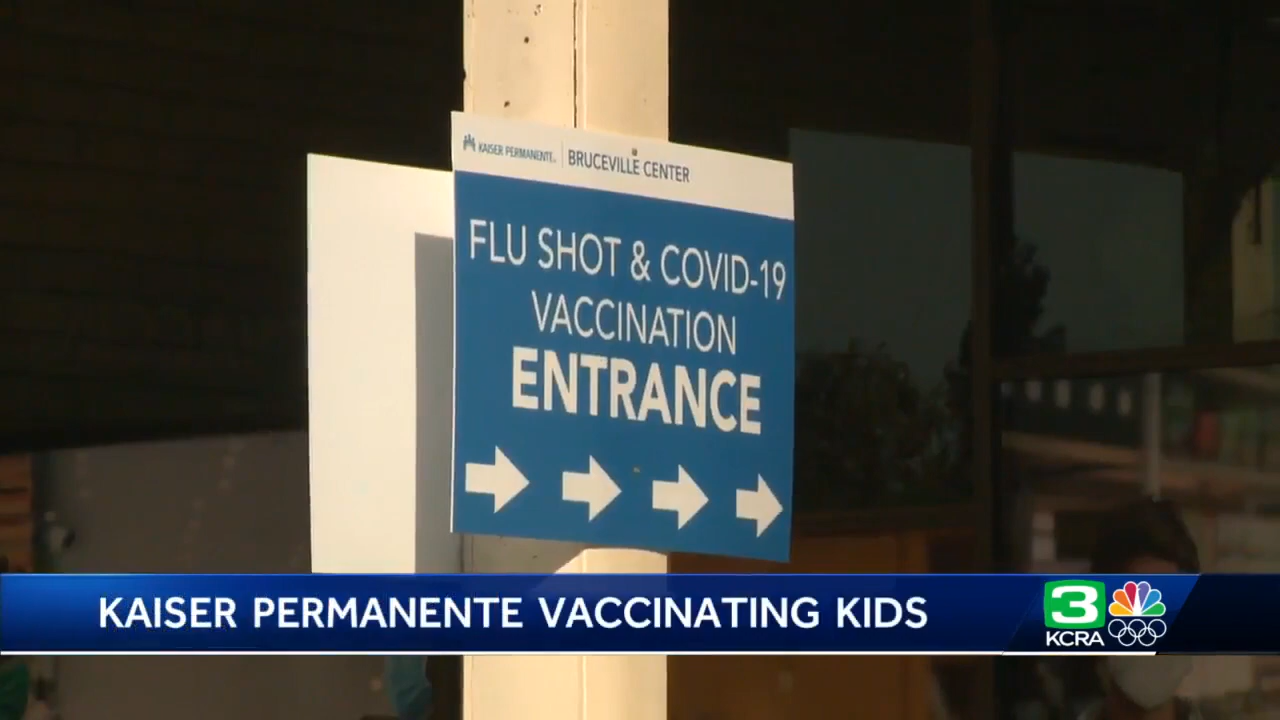 KAISER PERMANENTE
BRUCEVILLE CENTER
FLU SHOT & COVID-19
VACCINATION
ENTRANCE
KAISER PERMANENTE VACCINATING KIDS
3
KCRA